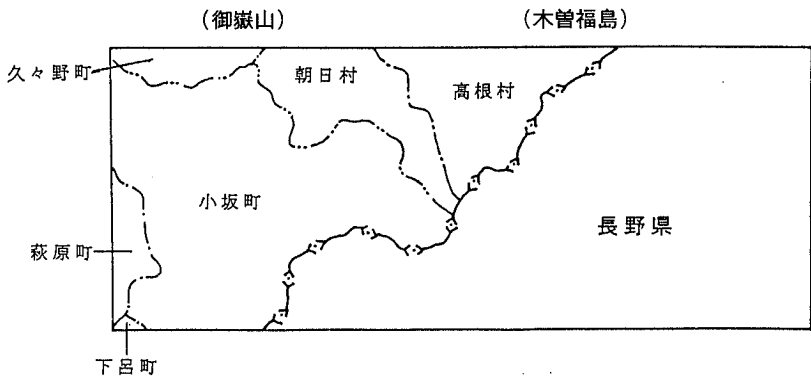 （御嶽山）
（木曽福島）
久々野町
朝日村
高根村
小坂町
長野県
萩原町
下呂町